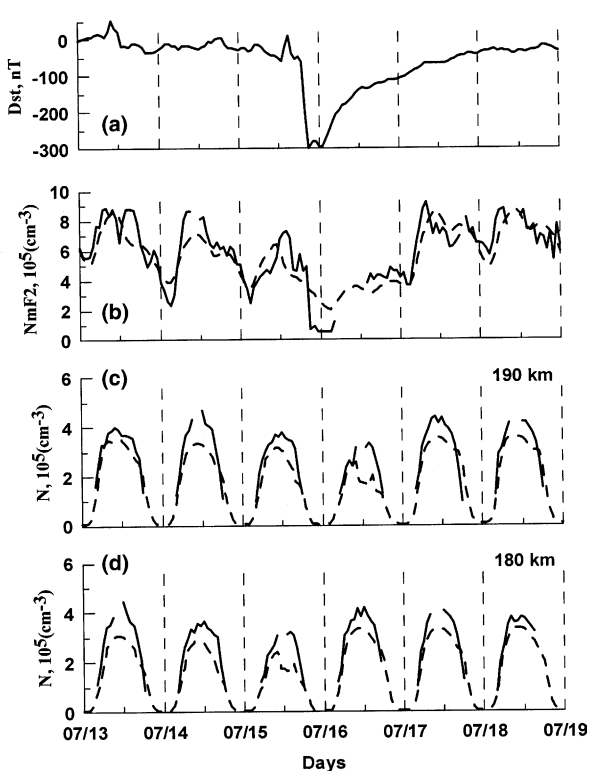 0
-100
-200
-300
Dst, nT
(a)
10
8
6
4
2
0
NmF2, 10⁵(cm⁻³)
(b)
(c)
190 km
6
4
2
0
N, 10⁵(cm⁻³)
(d)
180 km
6
4
2
0
N, 10⁵(cm⁻³)
07/13 07/14 07/15 07/16 07/17 07/18 07/19
Days